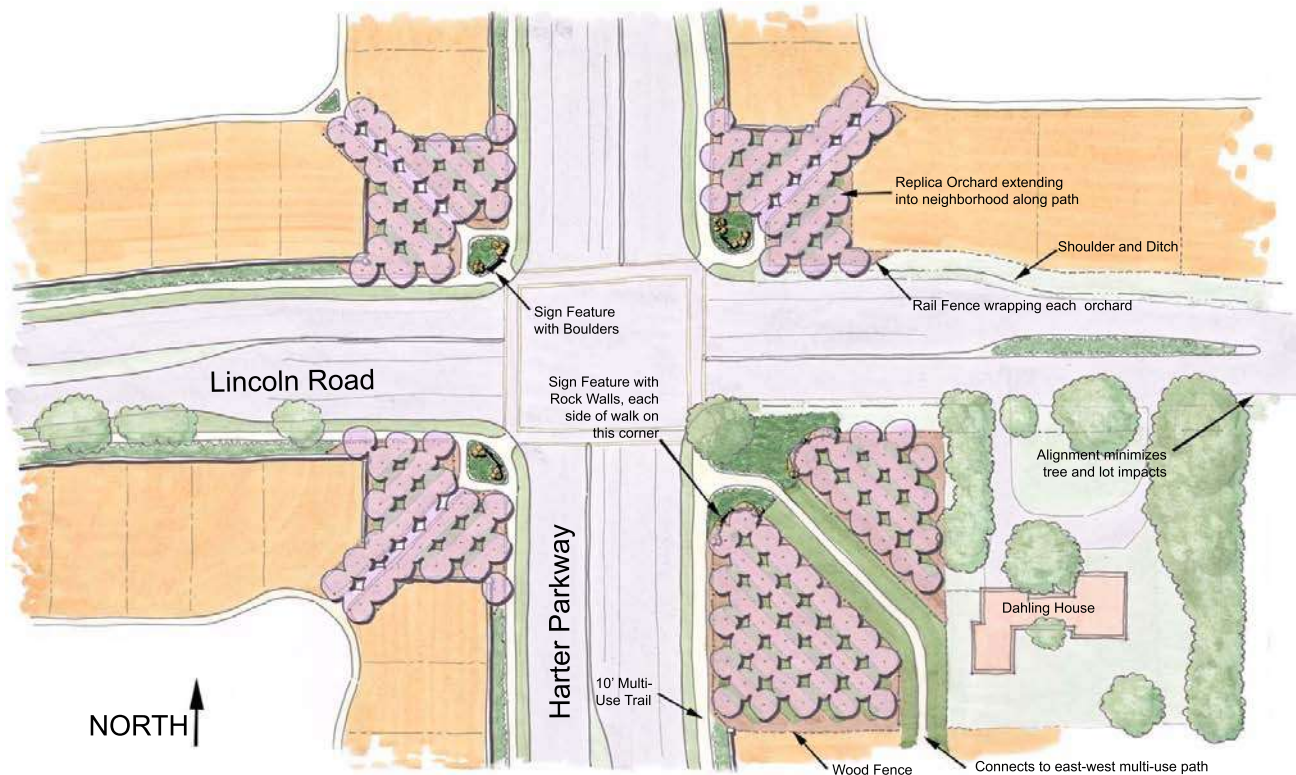 Replica Orchard extending
into neighborhood along path
Shoulder and Ditch
Rail Fence wrapping each orchard
Sign Feature
with Boulders
Lincoln Road
Sign Feature with
Rock Walls, each
side of walk on
this corner
Alignment minimizes
tree and lot impacts
Harter Parkway
Dahling House
10' Multi-
Use Trail
NORTH
Wood Fence
Connects to east-west multi-use path